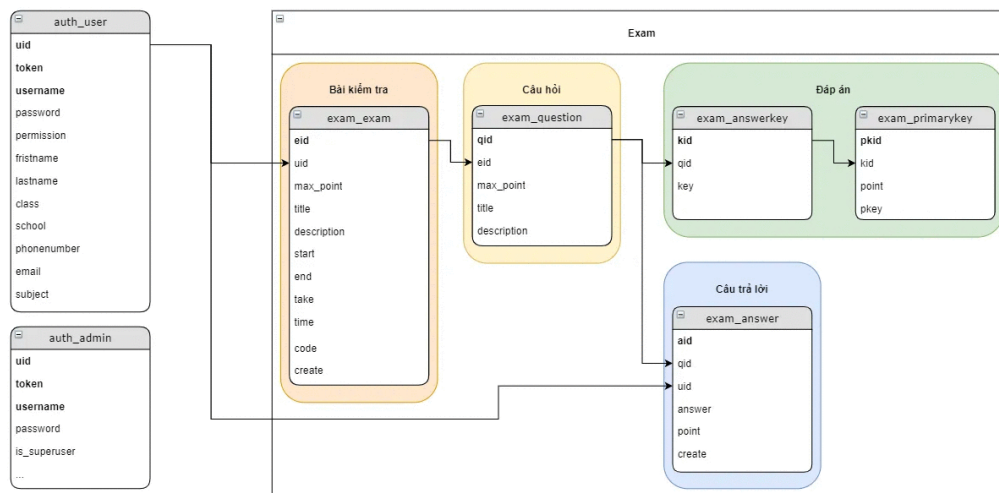 auth_user
uid
token
username
password
permission
fristname
lastname
class
school
phonenumber
email
subject
auth_admin
uid
token
username
password
is_superuser
...
Exam
Bài kiểm tra
exam_exam
eid
uid
max_point
title
description
start
end
take
time
code
create
Câu hỏi
exam_question
qid
eid
max_point
title
description
Đáp án
exam_answerkey
kid
qid
key
exam_primarykey
pkid
kid
point
pkey
Câu trả lời
exam_answer
aid
qid
uid
answer
point
create